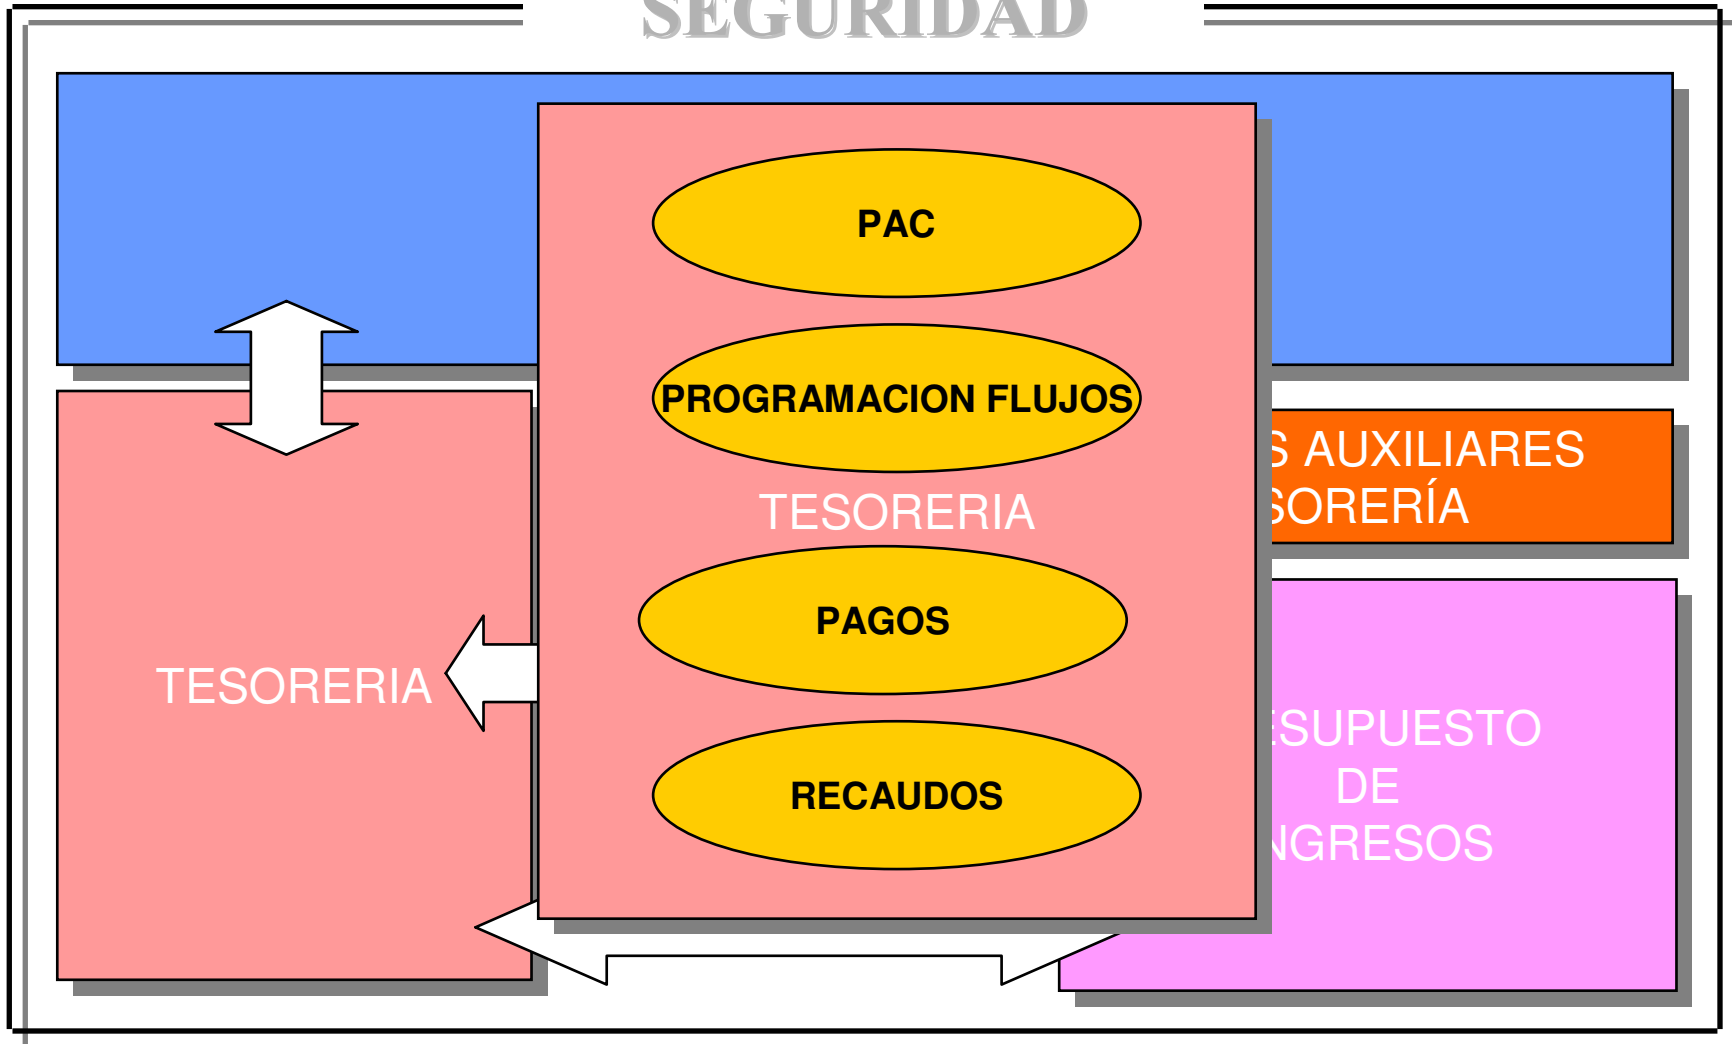 SEGURIDAD
PAC
PROGRAMACION FLUJOS
TESORERIA
PAGOS
RECAUDOS
TESORERIA
S AUXILIARES
SORERÍA
ESUPUESTO
DE
NGRESOS